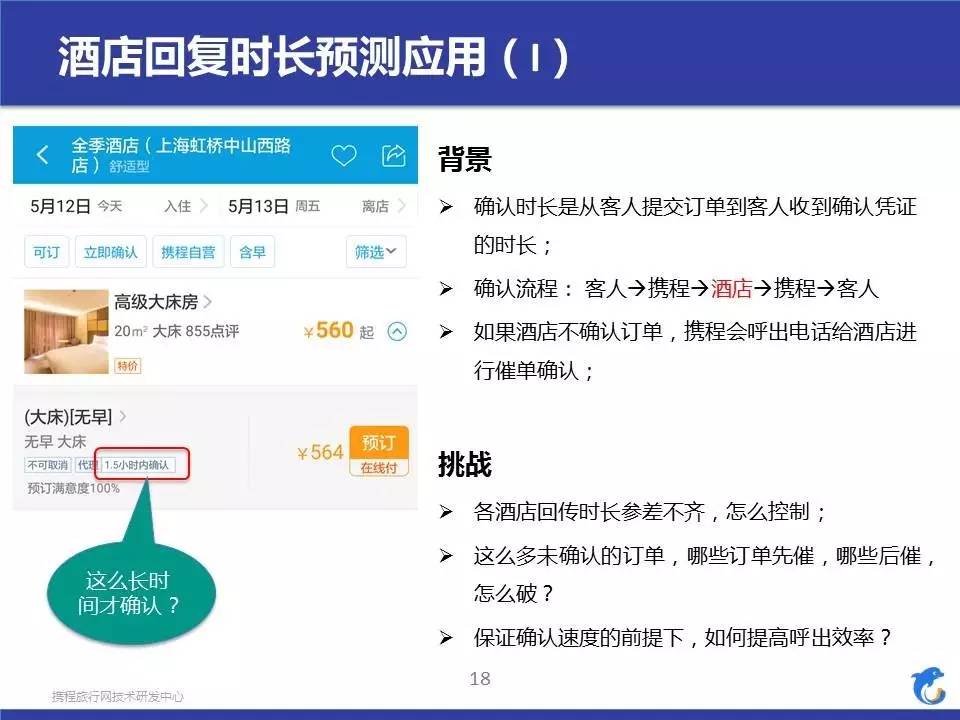 酒店回复时长预测应用（I）
全季酒店（上海虹桥中山西路
店）舒适型
5月12日 今天 入住 5月13日 周五 离店
可订 立即确认 携程自营 含早 筛选
高级大床房
20㎡ 大床 855点评 ￥560 起
特价
(大床)[无早]
无早 大床
￥564 预订
在线付
不可取消 代理 1.5小时内确认
预订满意度100%
这么长时
间才确认？
背景
确认时长是从客人提交订单到客人收到确认凭证
的时长；
确认流程： 客人→携程→酒店→携程→客人
如果酒店不确认订单，携程会呼出电话给酒店进
行催单确认；
挑战
各酒店回传时长参差不齐，怎么控制；
这么多未确认的订单，哪些订单先催，哪些后催，
怎么破？
保证确认速度的前提下，如何提高呼出效率？
18
携程旅行网技术研发中心